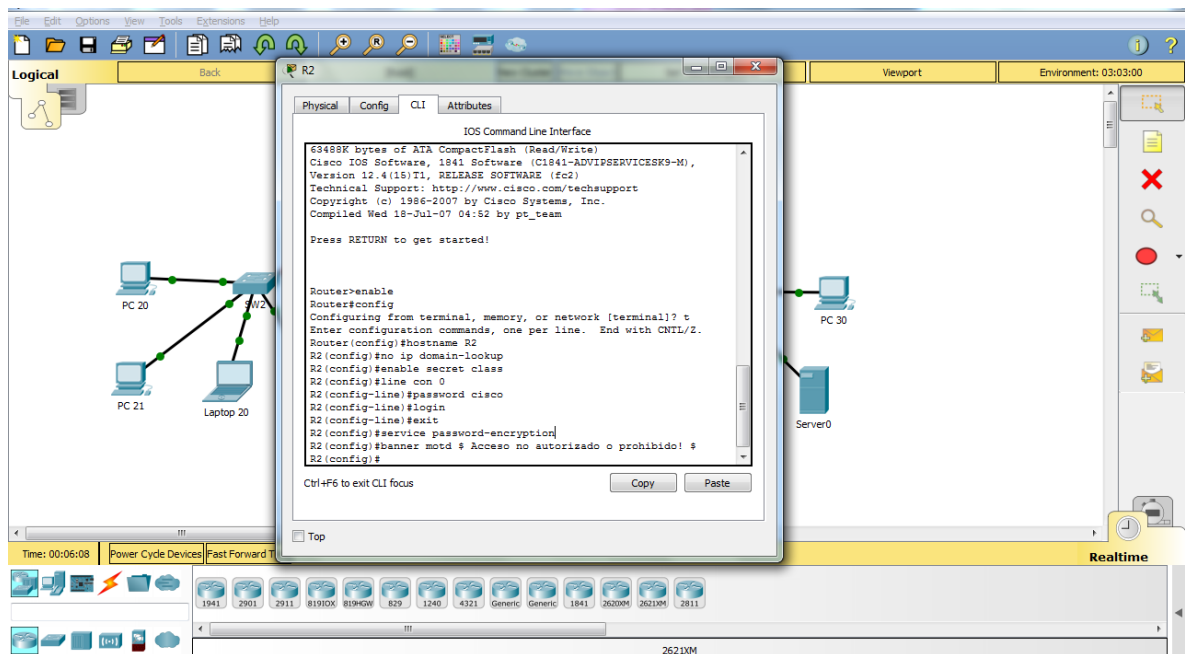 File Edit Options View Tools Extensions Help
Logical
Back
Viewport
Environment: 03:03:00
R2
Physical
Config
CLI
Attributes
IOS Command Line Interface
63488K bytes of ATA CompactFlash (Read/Write)
Cisco IOS Software, 1841 Software (C1841-ADVIPSERVICESK9-M),
Version 12.4(15)T1, RELEASE SOFTWARE (fc2)
Technical Support: http://www.cisco.com/techsupport
Copyright (c) 1986-2007 by Cisco Systems, Inc.
Compiled Wed 18-Jul-07 04:52 by pt_team
Press RETURN to get started!
Router>enable
Router#config
Configuring from terminal, memory, or network [terminal]? t
Enter configuration commands, one per line. End with CNTL/Z.
Router(config)#hostname R2
R2(config)#no ip domain-lookup
R2(config)#enable secret class
R2(config)#line con 0
R2(config-line)#password cisco
R2(config-line)#login
R2(config-line)#exit
R2(config)#service password-encryption
R2(config)#banner motd $ Acceso no autorizado o prohibido! $
R2(config)#
Ctrl+F6 to exit CLI focus
Copy
Paste
Top
PC 20
SW2
PC 21
Laptop 20
PC 30
Server0
Time: 00:06:08
Power Cycle Devices
Fast Forward T
Realtime
1941 2901 2911 819IOX 819HGW 829 1240 4321 Generic Generic 1841 2620XM 2621XM 2811
2621XM